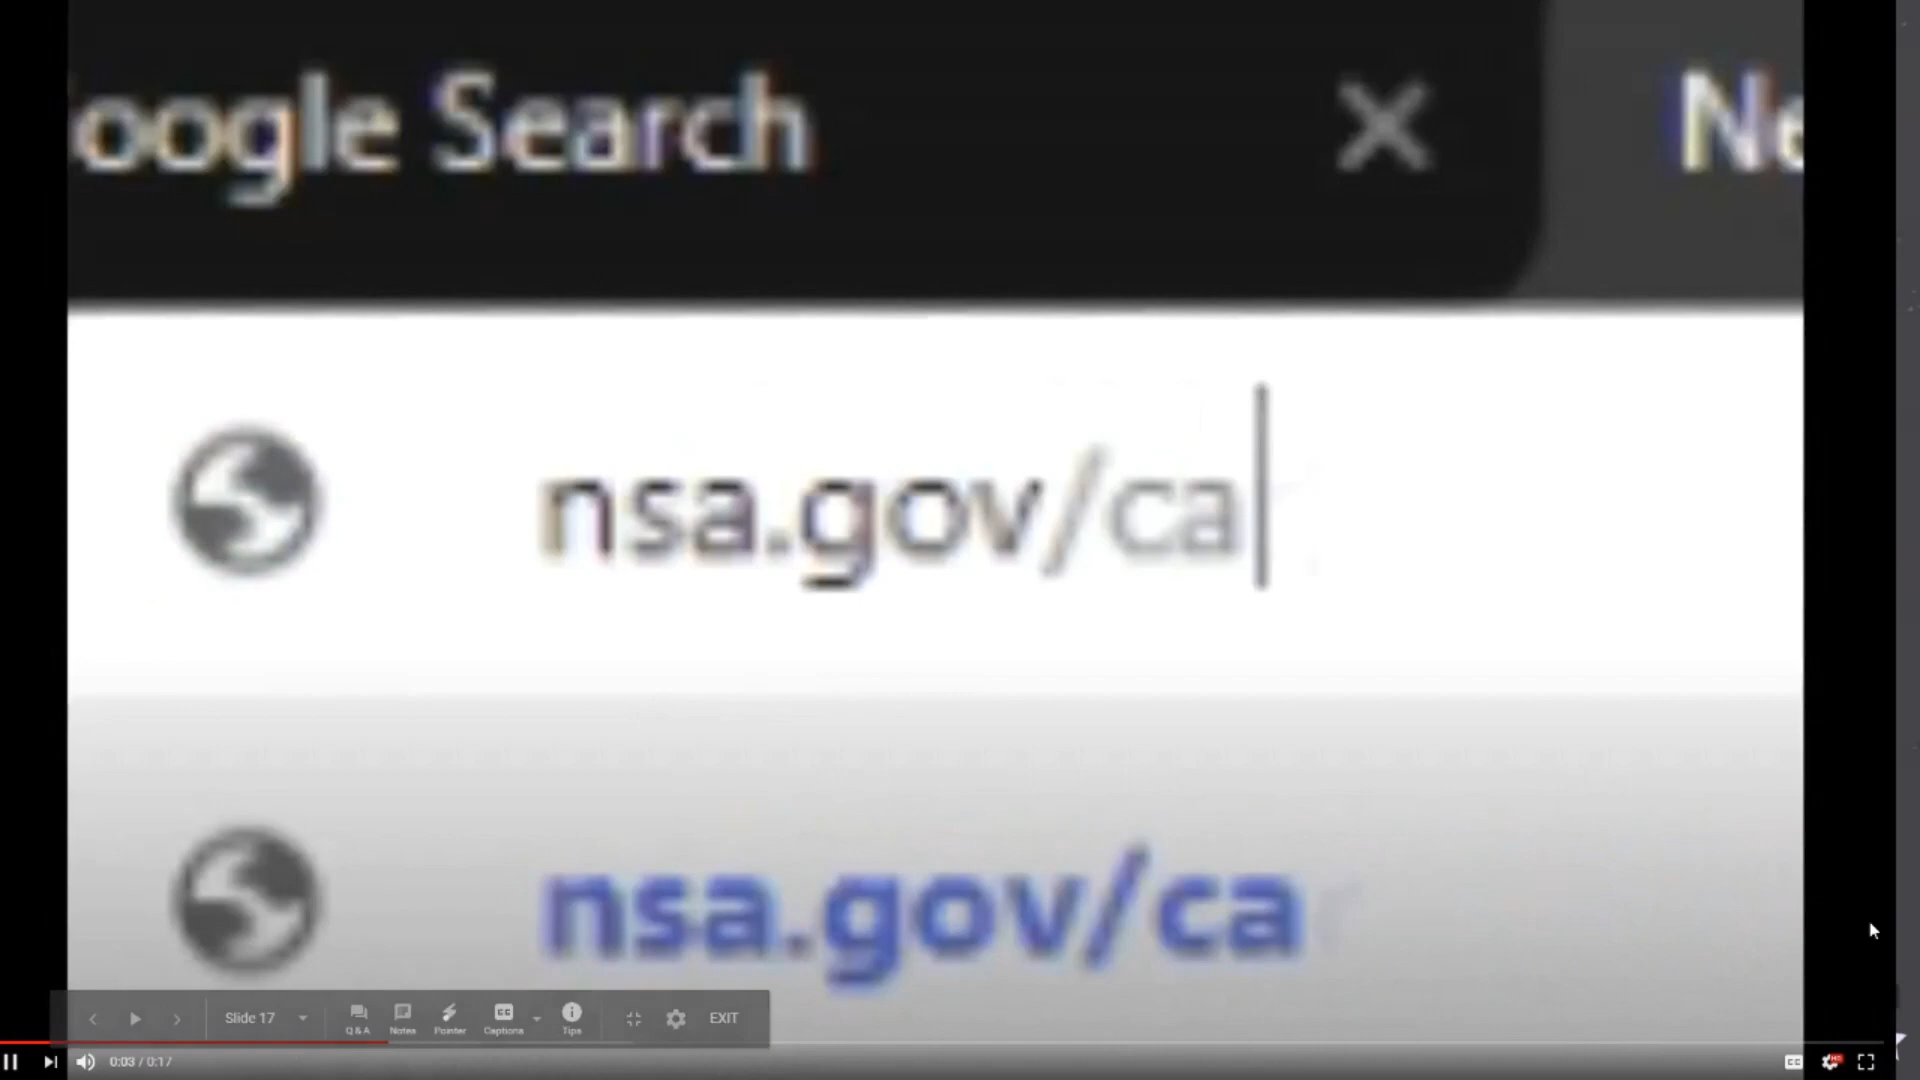 oogle Search
Ne
nsa.gov/ca
nsa.gov/ca
Slide 17
Q&A
Notes
Pointer
Captions
Tips
EXIT
0:03 / 0:17